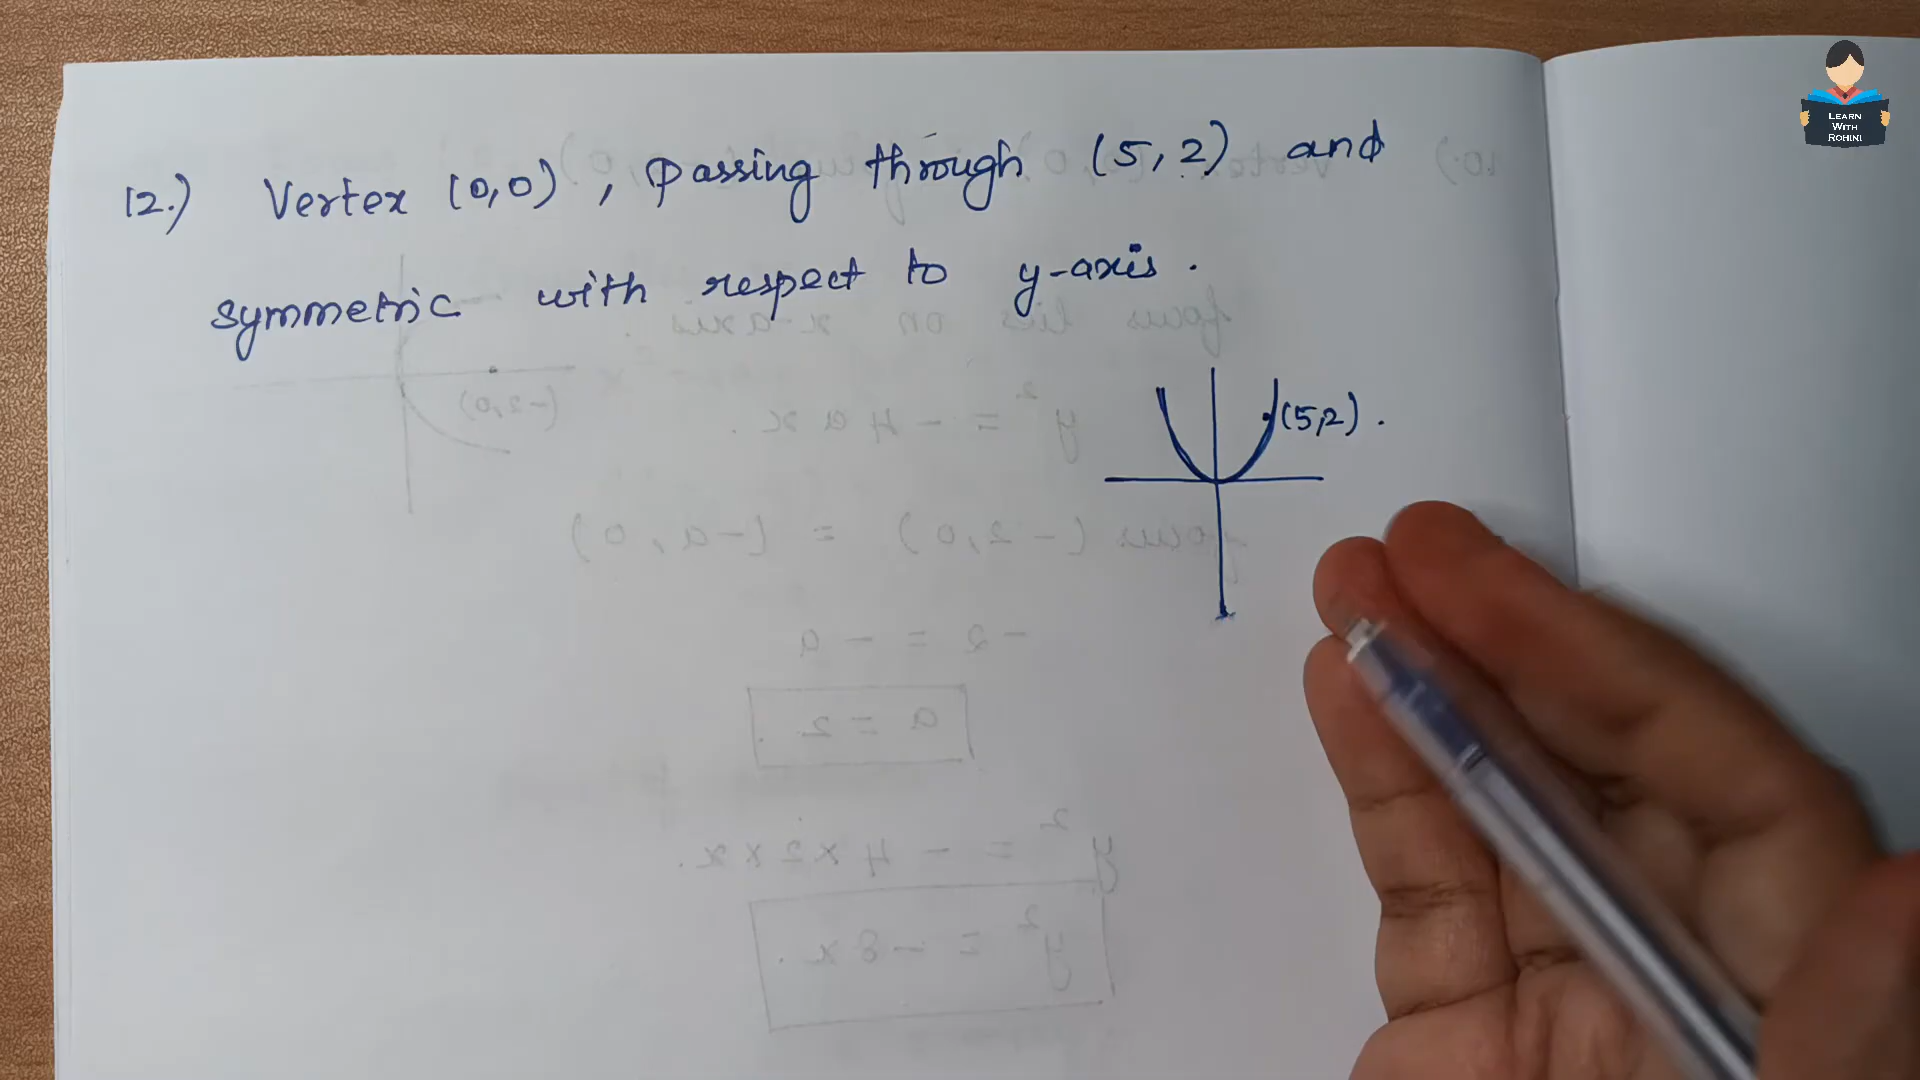 12.) Vertex (0,0), Passing through (5,2) and
symmetric with respect to y-axis.
(5,2).
LEARN
WITH
ROHINI